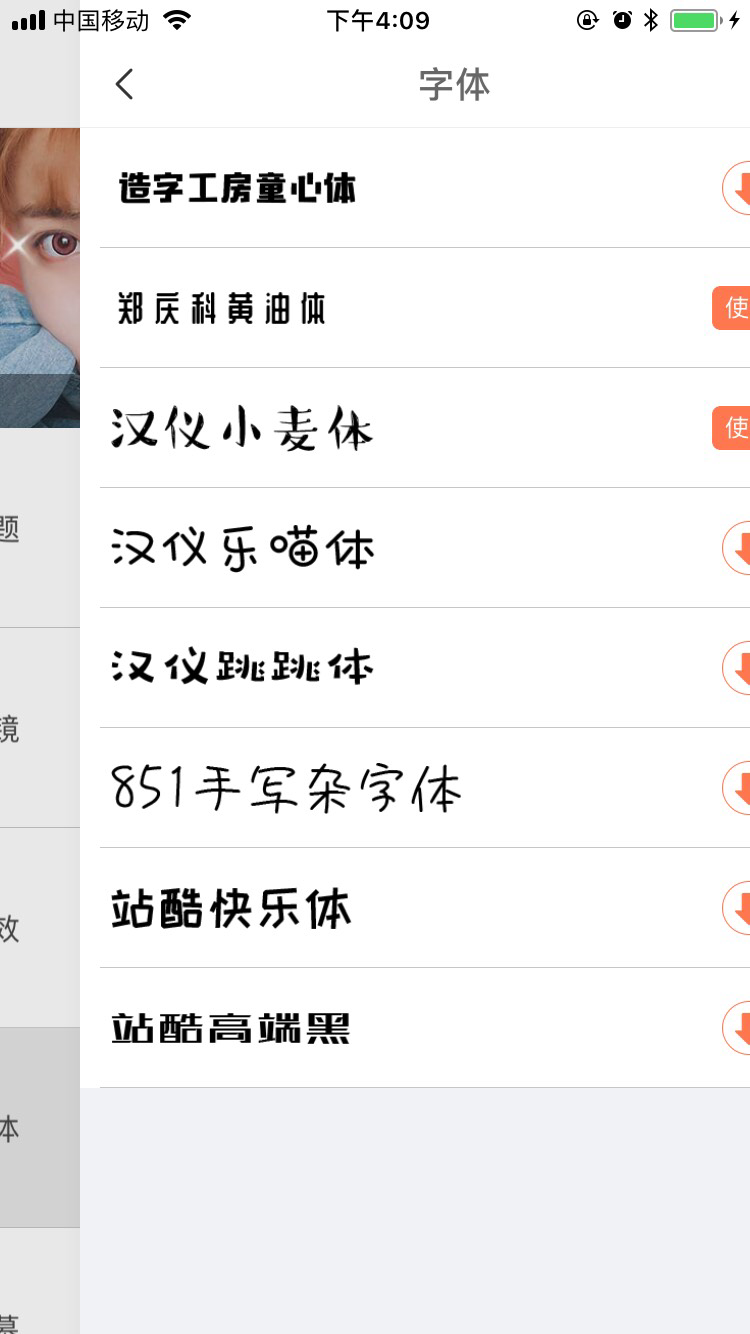 中国移动 下午4:09
字体
造字工房童心体
郑庆科黄油体
使
汉仪小麦体
使
汉仪乐喵体
题
汉仪跳跳体
镜
851手写杂字体
站酷快乐体
效
站酷高端黑
体
幕